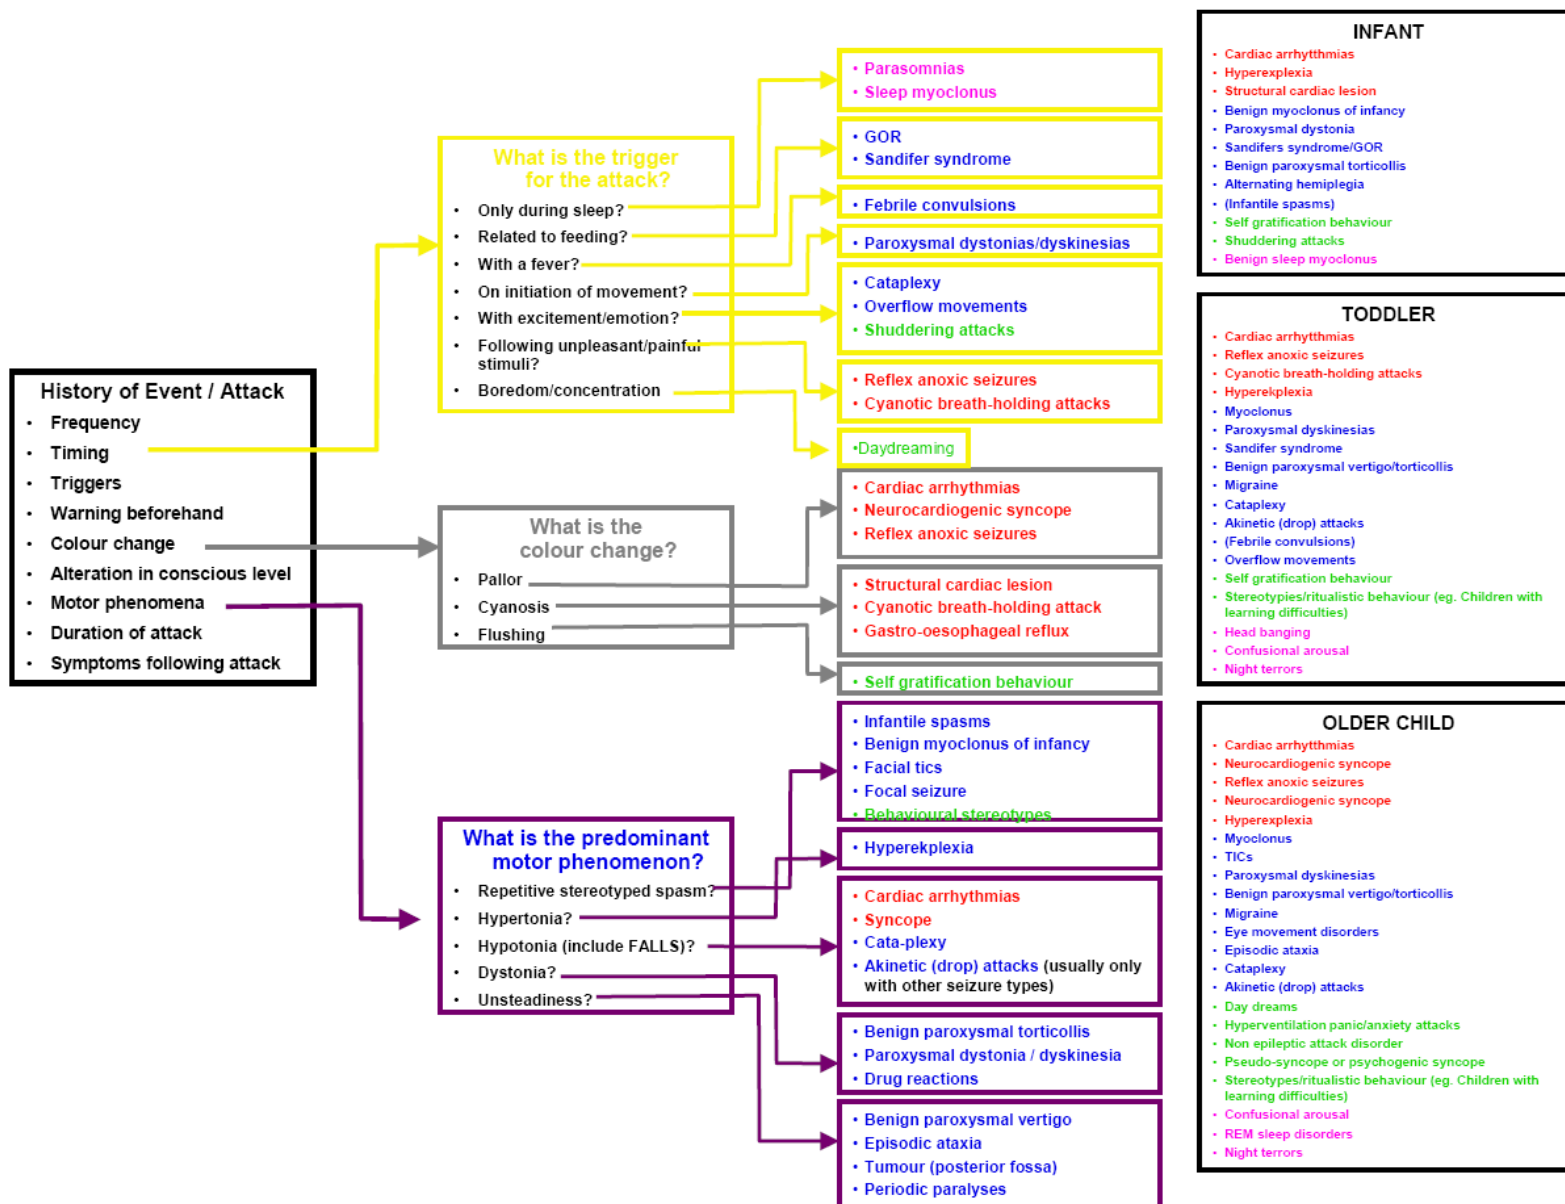 History of Event / Attack
• Frequency
• Timing
• Triggers
• Warning beforehand
• Colour change
• Alteration in conscious level
• Motor phenomena
• Duration of attack
• Symptoms following attack
What is the trigger
for the attack?
• Only during sleep?
• Related to feeding?
• With a fever?
• On initiation of movement?
• With excitement/emotion?
• Following unpleasant/painful
stimuli?
• Boredom/concentration
What is the
colour change?
• Pallor
• Cyanosis
• Flushing
What is the predominant
motor phenomenon?
• Repetitive stereotyped spasm?
• Hypertonia?
• Hypotonia (include FALLS)?
• Dystonia?
• Unsteadiness?
• Parasomnias
• Sleep myoclonus
• GOR
• Sandifer syndrome
• Febrile convulsions
• Paroxysmal dystonias/dyskinesias
• Cataplexy
• Overflow movements
• Shuddering attacks
• Reflex anoxic seizures
• Cyanotic breath-holding attacks
•Daydreaming
• Cardiac arrhythmias
• Neurocardiogenic syncope
• Reflex anoxic seizures
• Structural cardiac lesion
• Cyanotic breath-holding attack
• Gastro-oesophageal reflux
• Self gratification behaviour
• Infantile spasms
• Benign myoclonus of infancy
• Facial tics
• Focal seizure
• Behavioural stereotypes
• Hyperekplexia
• Cardiac arrhythmias
• Syncope
• Cata-plexy
• Akinetic (drop) attacks (usually only
with other seizure types)
• Benign paroxysmal torticollis
• Paroxysmal dystonia / dyskinesia
• Drug reactions
• Benign paroxysmal vertigo
• Episodic ataxia
• Tumour (posterior fossa)
• Periodic paralyses
INFANT
• Cardiac arrhytthmias
• Hyperexplexia
• Structural cardiac lesion
• Benign myoclonus of infancy
• Paroxysmal dystonia
• Sandifers syndrome/GOR
• Benign paroxysmal torticollis
• Alternating hemiplegia
• (Infantile spasms)
• Self gratification behaviour
• Shuddering attacks
• Benign sleep myoclonus
TODDLER
• Cardiac arrhytthmias
• Reflex anoxic seizures
• Cyanotic breath-holding attacks
• Hyperekplexia
• Myoclonus
• Paroxysmal dyskinesias
• Sandifer syndrome
• Benign paroxysmal vertigo/torticollis
• Migraine
• Cataplexy
• Akinetic (drop) attacks
• (Febrile convulsions)
• Overflow movements
• Self gratification behaviour
• Stereotypies/ritualistic behaviour (eg. Children with
learning difficulties)
• Head banging
• Confusional arousal
• Night terrors
OLDER CHILD
• Cardiac arrhytthmias
• Neurocardiogenic syncope
• Reflex anoxic seizures
• Neurocardiogenic syncope
• Hyperexplexia
• Myoclonus
• TICs
• Paroxysmal dyskinesias
• Benign paroxysmal vertigo/torticollis
• Migraine
• Eye movement disorders
• Episodic ataxia
• Cataplexy
• Akinetic (drop) attacks
• Day dreams
• Hyperventilation panic/anxiety attacks
• Non epileptic attack disorder
• Pseudo-syncope or psychogenic syncope
• Stereotypes/ritualistic behaviour (eg. Children with
learning difficulties)
• Confusional arousal
• REM sleep disorders
• Night terrors